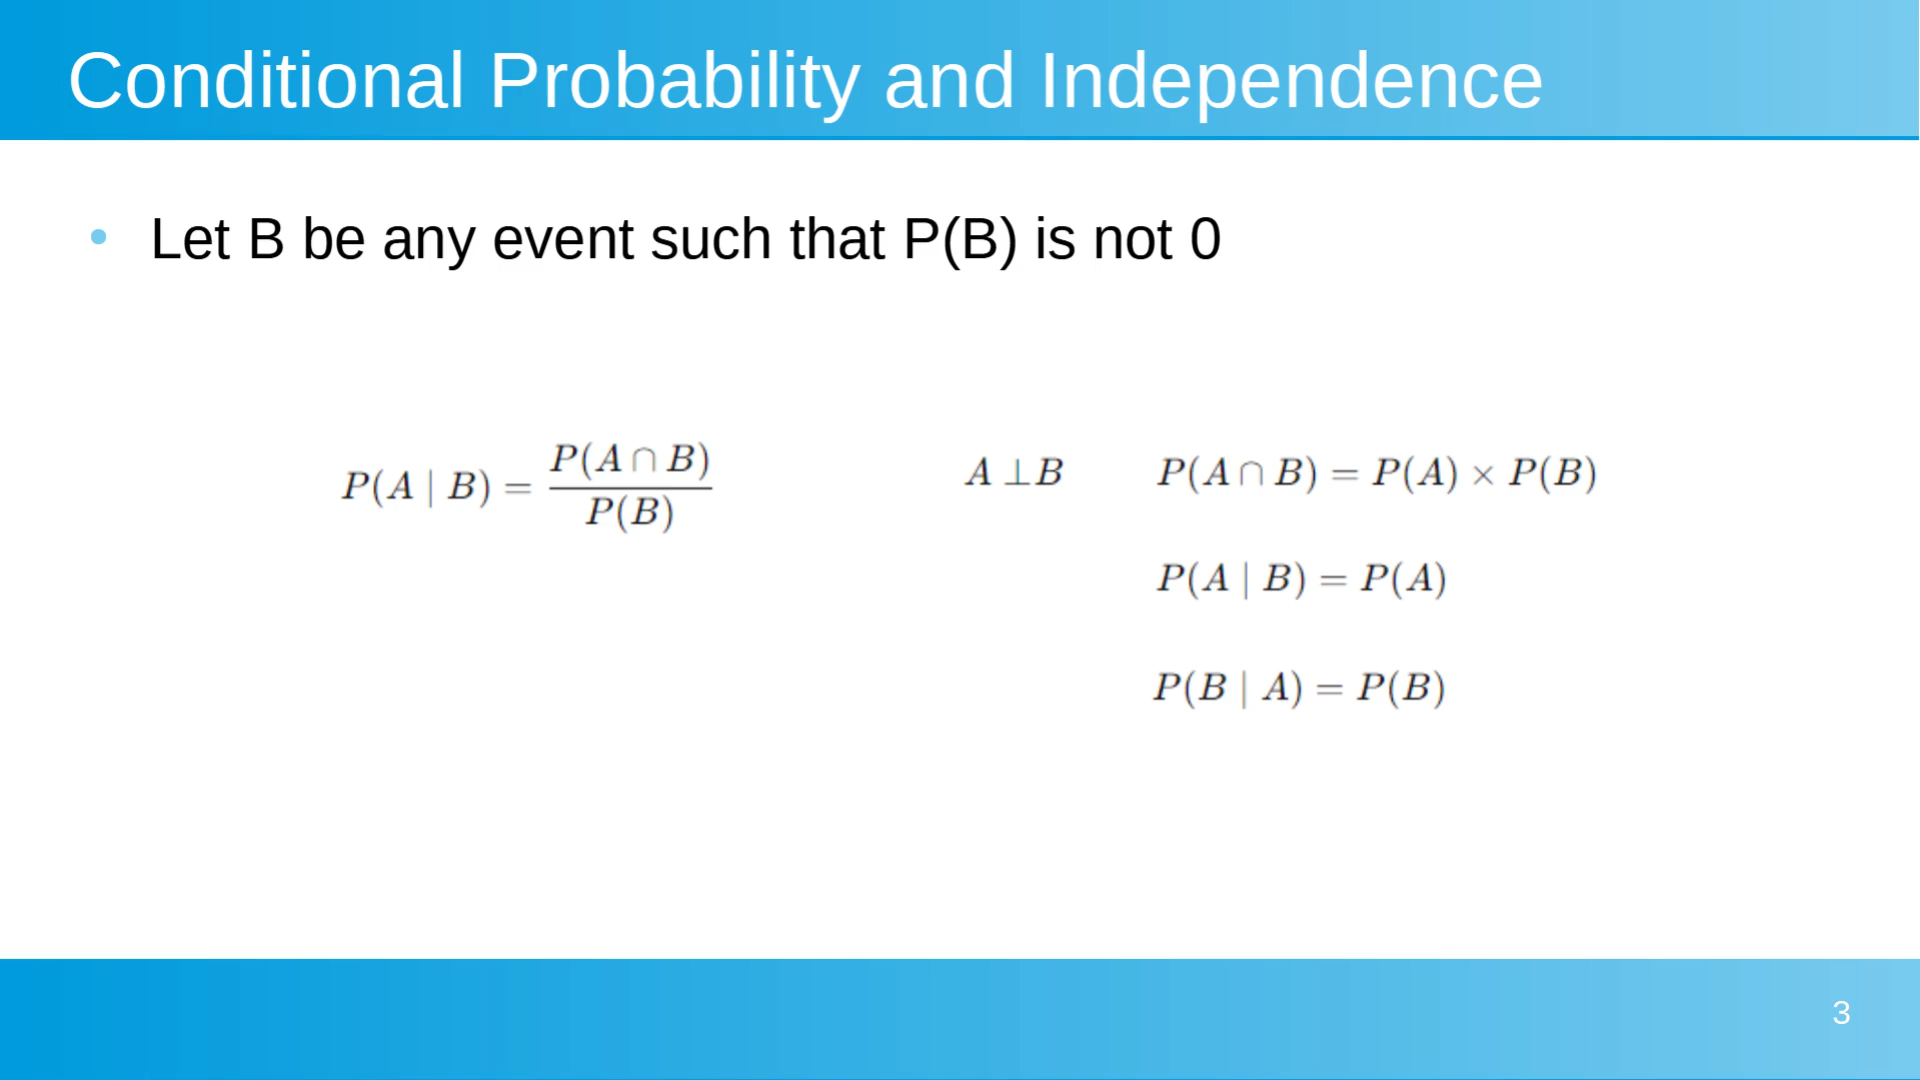 Conditional Probability and Independence
• Let B be any event such that P(B) is not 0
P(A | B) = P(A ∩ B) / P(B)
A ⊥ B P(A ∩ B) = P(A) × P(B)
P(A | B) = P(A)
P(B | A) = P(B)
3